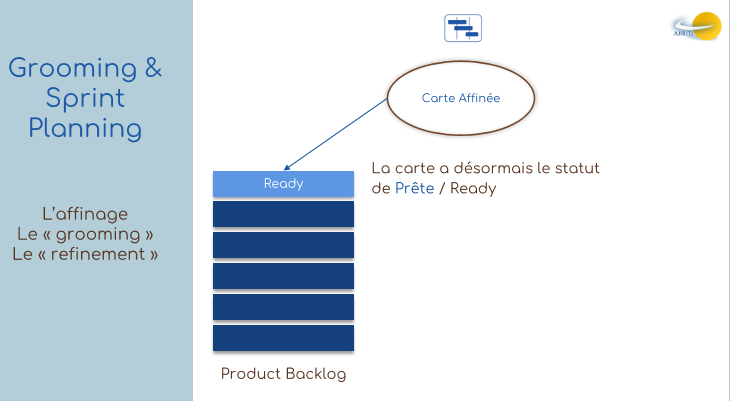 Grooming &
Sprint
Planning
L'affinage
Le « grooming »
Le « refinement »
Carte Affinée
La carte a désormais le statut
de Prête / Ready
Ready
Product Backlog